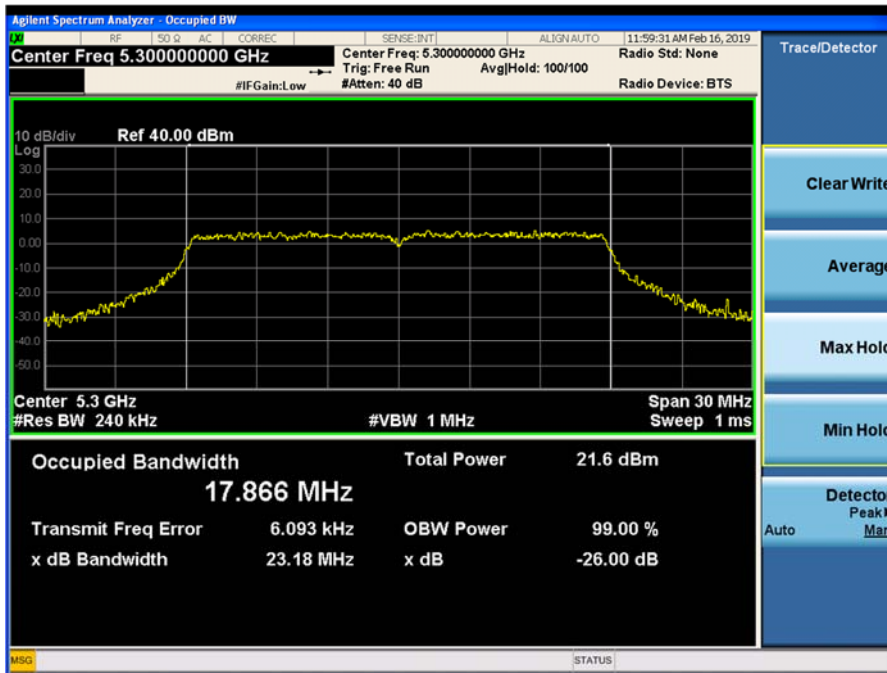 Agilent Spectrum Analyzer - Occupied BW
LXI RF 50 Ω AC CORREC SENSE:INT ALIGN AUTO 11:59:31 AM Feb 16, 2019
Center Freq 5.300000000 GHz
Center Freq: 5.300000000 GHz Radio Std: None
Trig: Free Run Avg|Hold: 100/100
#IFGain:Low #Atten: 40 dB Radio Device: BTS
10 dB/div Ref 40.00 dBm
Log
30.0
20.0
10.0
0.00
-10.0
-20.0
-30.0
-40.0
-50.0
Center 5.3 GHz Span 30 MHz
#Res BW 240 kHz #VBW 1 MHz Sweep 1 ms
Occupied Bandwidth Total Power 21.6 dBm
17.866 MHz
Transmit Freq Error 6.093 kHz OBW Power 99.00 %
x dB Bandwidth 23.18 MHz x dB -26.00 dB
MSG STATUS
Trace/Detector
Clear Write
Average
Max Hold
Min Hold
Detecto
Peak
Auto Man